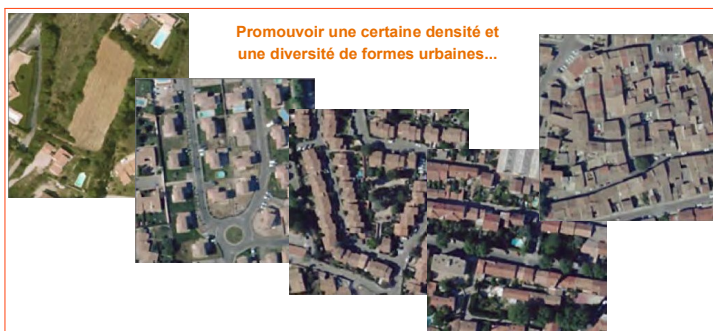 Promouvoir une certaine densité et
une diversité de formes urbaines...